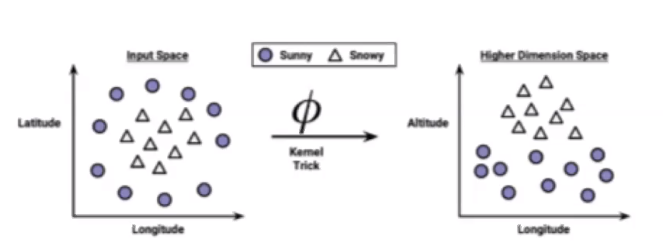 Input Space
Sunny Snowy
Higher Dimension Space
Latitude
ϕ
Altitude
Kernel
Trick
Longitude
Longitude